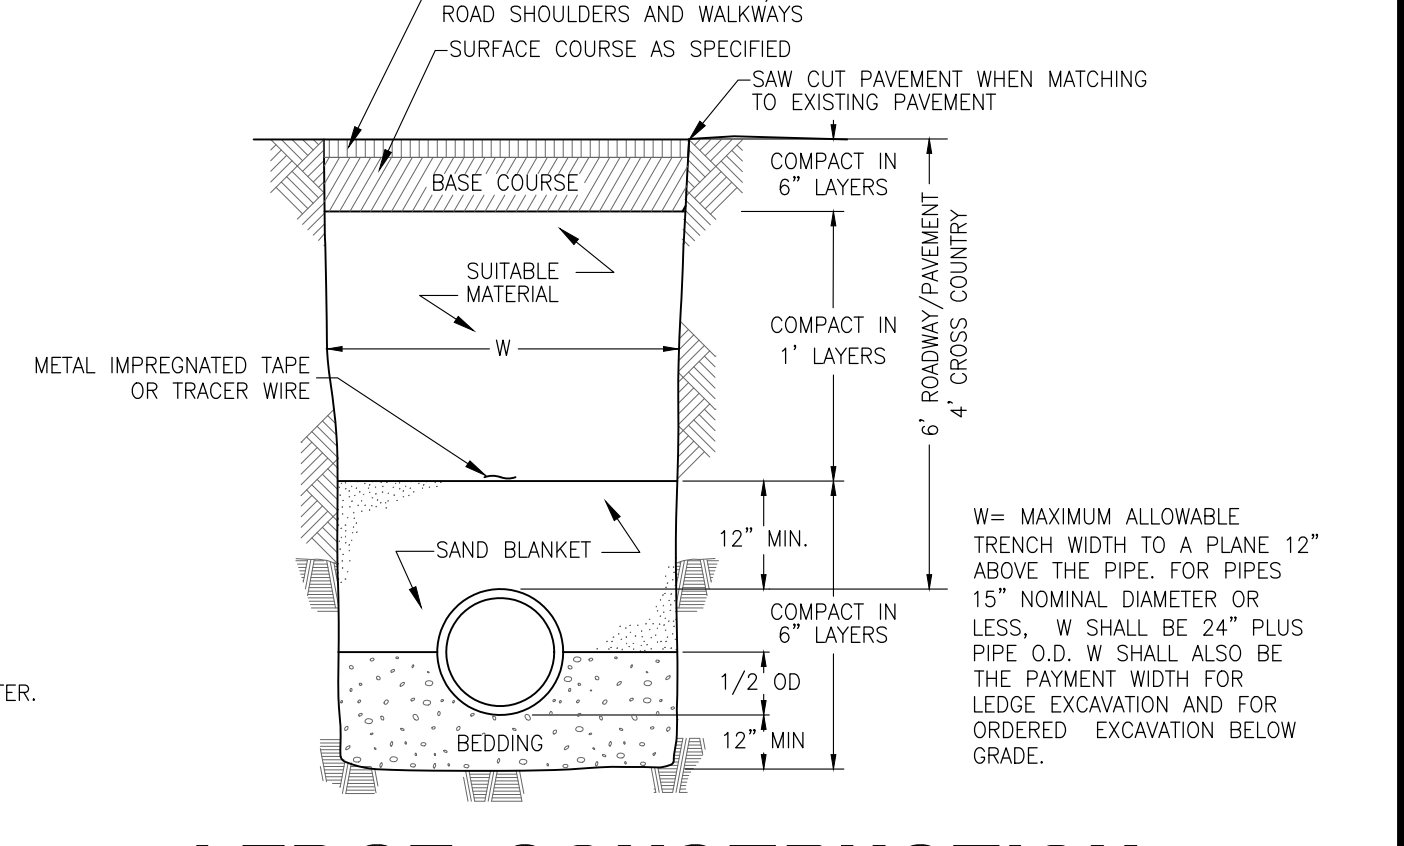 ROAD SHOULDERS AND WALKWAYS
SURFACE COURSE AS SPECIFIED
SAW CUT PAVEMENT WHEN MATCHING
TO EXISTING PAVEMENT
COMPACT IN
6” LAYERS
BASE COURSE
6’ ROADWAY/PAVEMENT
4’ CROSS COUNTRY
SUITABLE
MATERIAL
COMPACT IN
1’ LAYERS
W
METAL IMPREGNATED TAPE
OR TRACER WIRE
12” MIN.
SAND BLANKET
COMPACT IN
6” LAYERS
1/2 OD
12” MIN
BEDDING
W= MAXIMUM ALLOWABLE
TRENCH WIDTH TO A PLANE 12”
ABOVE THE PIPE. FOR PIPES
15” NOMINAL DIAMETER OR
LESS, W SHALL BE 24” PLUS
PIPE O.D. W SHALL ALSO BE
THE PAYMENT WIDTH FOR
LEDGE EXCAVATION AND FOR
ORDERED EXCAVATION BELOW
GRADE.
TER.